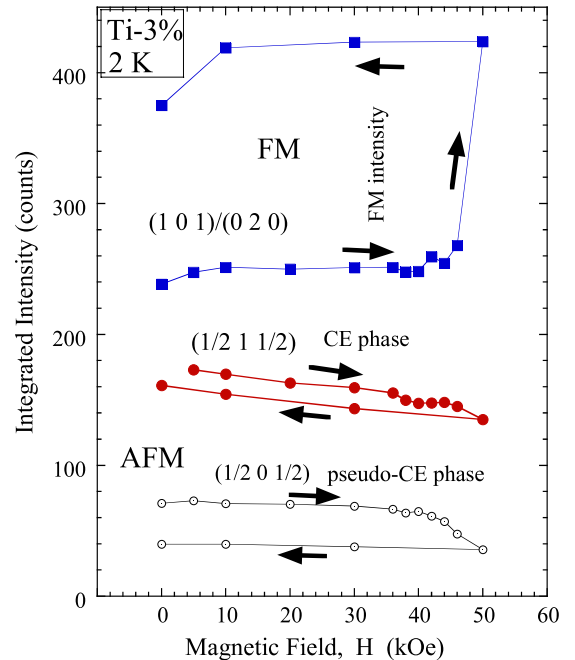 Ti-3%
2 K
400
300
200
100
0
Integrated Intensity (counts)
FM
FM intensity
(1 0 1)/(0 2 0)
(1/2 1 1/2)
CE phase
AFM
(1/2 0 1/2)
pseudo-CE phase
0
10
20
30
40
50
60
Magnetic Field, H (kOe)